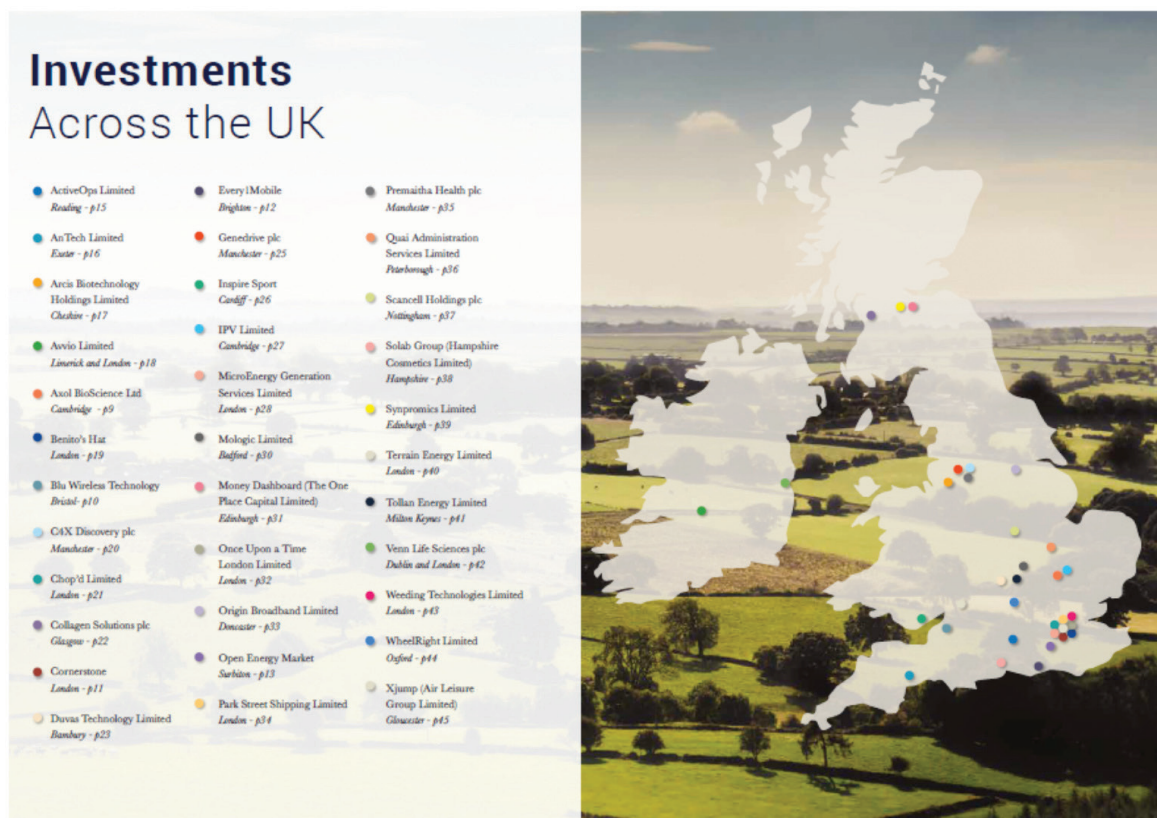 Investments
Across the UK
ActiveOps Limited
Reading - p15
AnTech Limited
Exeter - p16
Arcis Biotechnology
Holdings Limited
Cheshire - p17
Avvio Limited
Limerick and London - p18
Axol BioScience Ltd
Cambridge - p9
Benito's Hat
London - p19
Blu Wireless Technology
Bristol- p10
C4X Discovery plc
Manchester - p20
Chop'd Limited
London - p21
Collagen Solutions plc
Glasgow - p22
Cornerstone
London - p11
Duvas Technology Limited
Bambury - p23
Every1Mobile
Brighton - p12
Genedrive plc
Manchester - p25
Inspire Sport
Cardiff - p26
IPV Limited
Cambridge - p27
MicroEnergy Generation
Services Limited
London - p28
Mologic Limited
Bedford - p30
Money Dashboard (The One
Place Capital Limited)
Edinburgh - p31
Once Upon a Time
London Limited
London - p32
Origin Broadband Limited
Doncaster - p33
Open Energy Market
Surbiton - p13
Park Street Shipping Limited
London - p34
Premaitha Health plc
Manchester - p35
Quai Administration
Services Limited
Peterborough - p36
Scancell Holdings plc
Nottingham - p37
Solab Group (Hampshire
Cosmetics Limited)
Hampshire - p38
Synpromics Limited
Edinburgh - p39
Terrain Energy Limited
London - p40
Tollan Energy Limited
Milton Keynes - p41
Venn Life Sciences plc
Dublin and London - p42
Weeding Technologies Limited
London - p43
WheelRight Limited
Oxford - p44
Xjump (Air Leisure
Group Limited)
Gloucester - p45